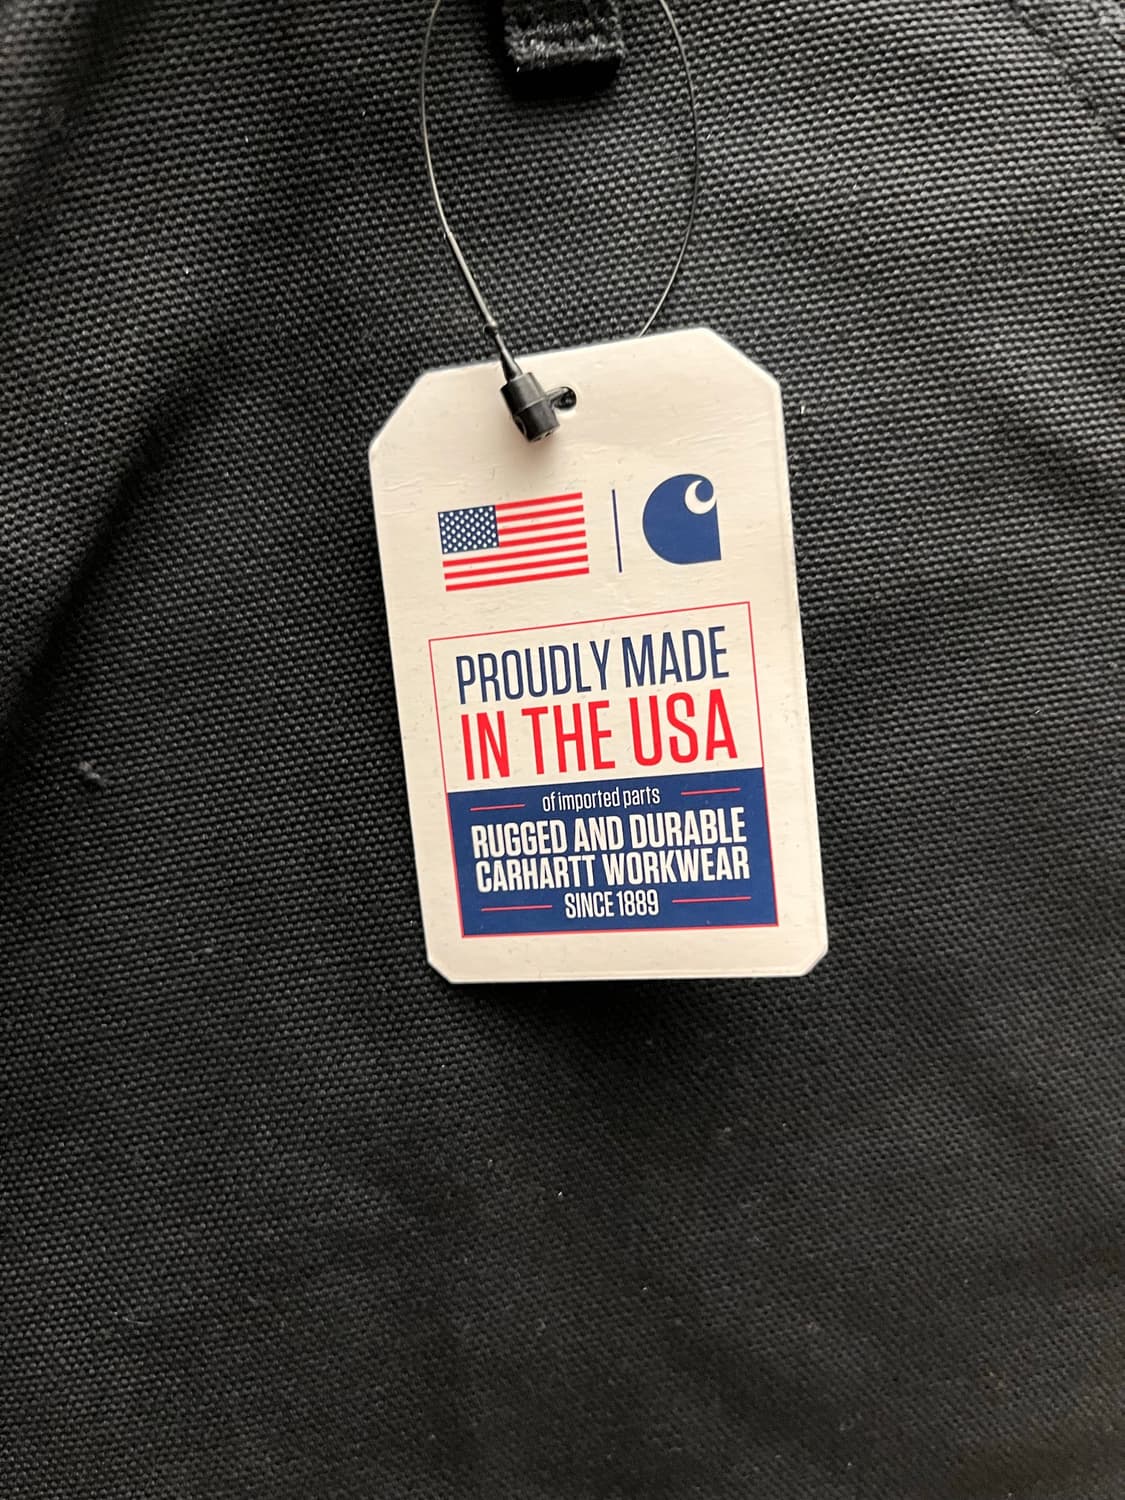 PROUDLY MADE
IN THE USA
of imported parts
RUGGED AND DURABLE
CARHARTT WORKWEAR
SINCE 1889